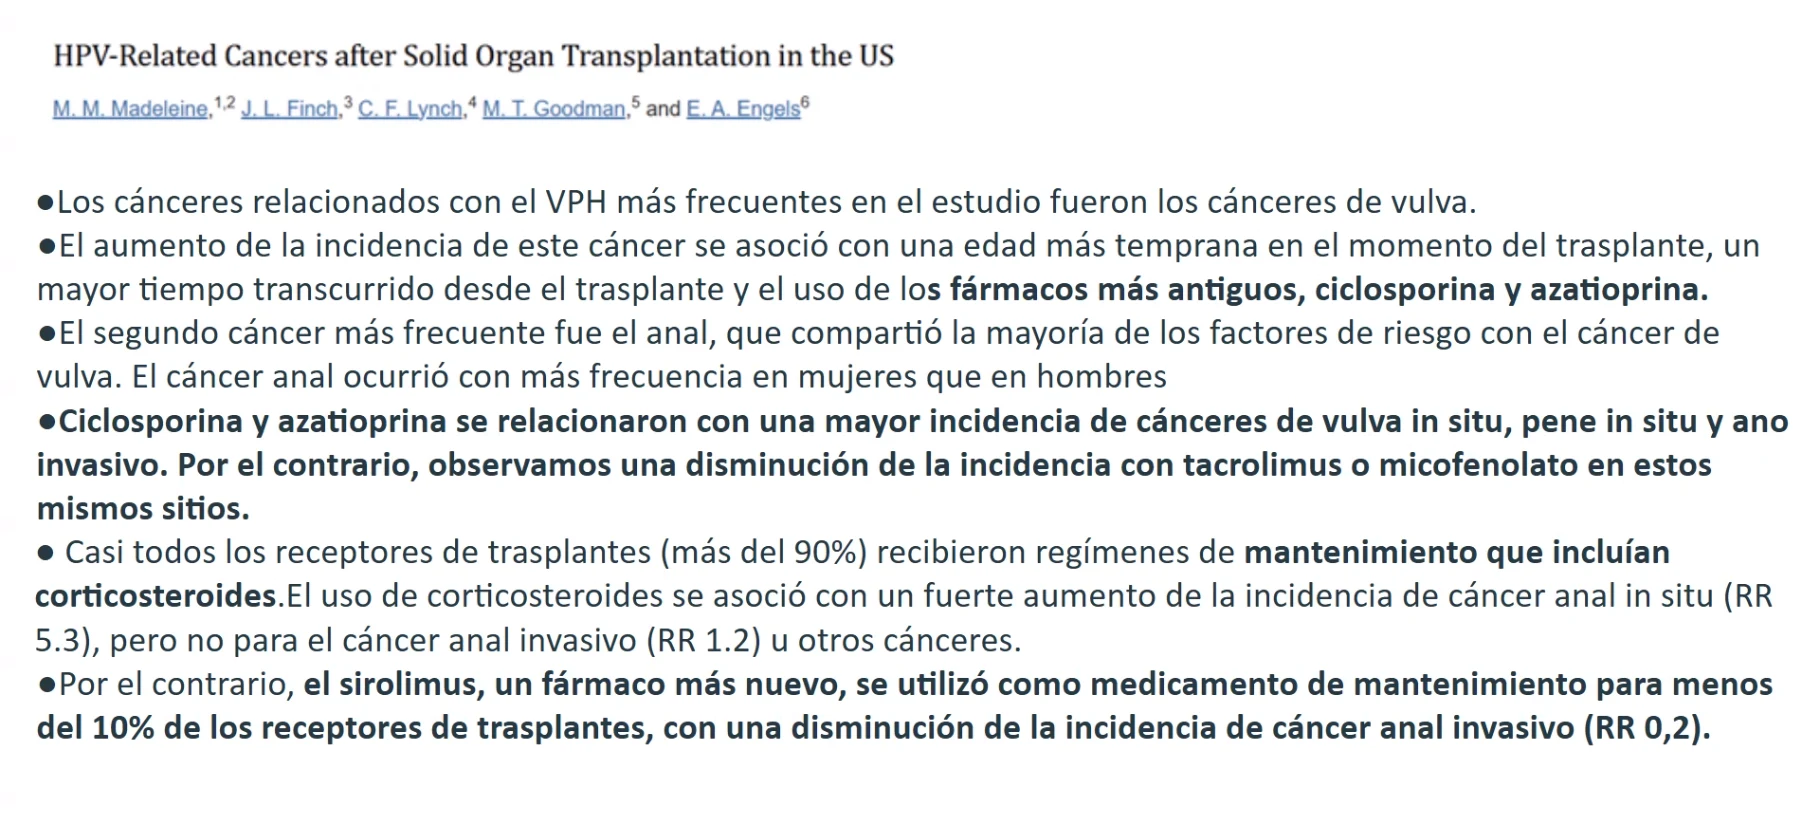 HPV-Related Cancers after Solid Organ Transplantation in the US
M. M. Madeleine,1,2 J. L. Finch,3 C. F. Lynch,4 M. T. Goodman,5 and E. A. Engels6
●Los cánceres relacionados con el VPH más frecuentes en el estudio fueron los cánceres de vulva.
●El aumento de la incidencia de este cáncer se asoció con una edad más temprana en el momento del trasplante, un
mayor tiempo transcurrido desde el trasplante y el uso de los fármacos más antiguos, ciclosporina y azatioprina.
●El segundo cáncer más frecuente fue el anal, que compartió la mayoría de los factores de riesgo con el cáncer de
vulva. El cáncer anal ocurrió con más frecuencia en mujeres que en hombres
●Ciclosporina y azatioprina se relacionaron con una mayor incidencia de cánceres de vulva in situ, pene in situ y ano
invasivo. Por el contrario, observamos una disminución de la incidencia con tacrolimus o micofenolato en estos
mismos sitios.
● Casi todos los receptores de trasplantes (más del 90%) recibieron regímenes de mantenimiento que incluían
corticosteroides.El uso de corticosteroides se asoció con un fuerte aumento de la incidencia de cáncer anal in situ (RR
5.3), pero no para el cáncer anal invasivo (RR 1.2) u otros cánceres.
●Por el contrario, el sirolimus, un fármaco más nuevo, se utilizó como medicamento de mantenimiento para menos
del 10% de los receptores de trasplantes, con una disminución de la incidencia de cáncer anal invasivo (RR 0,2).